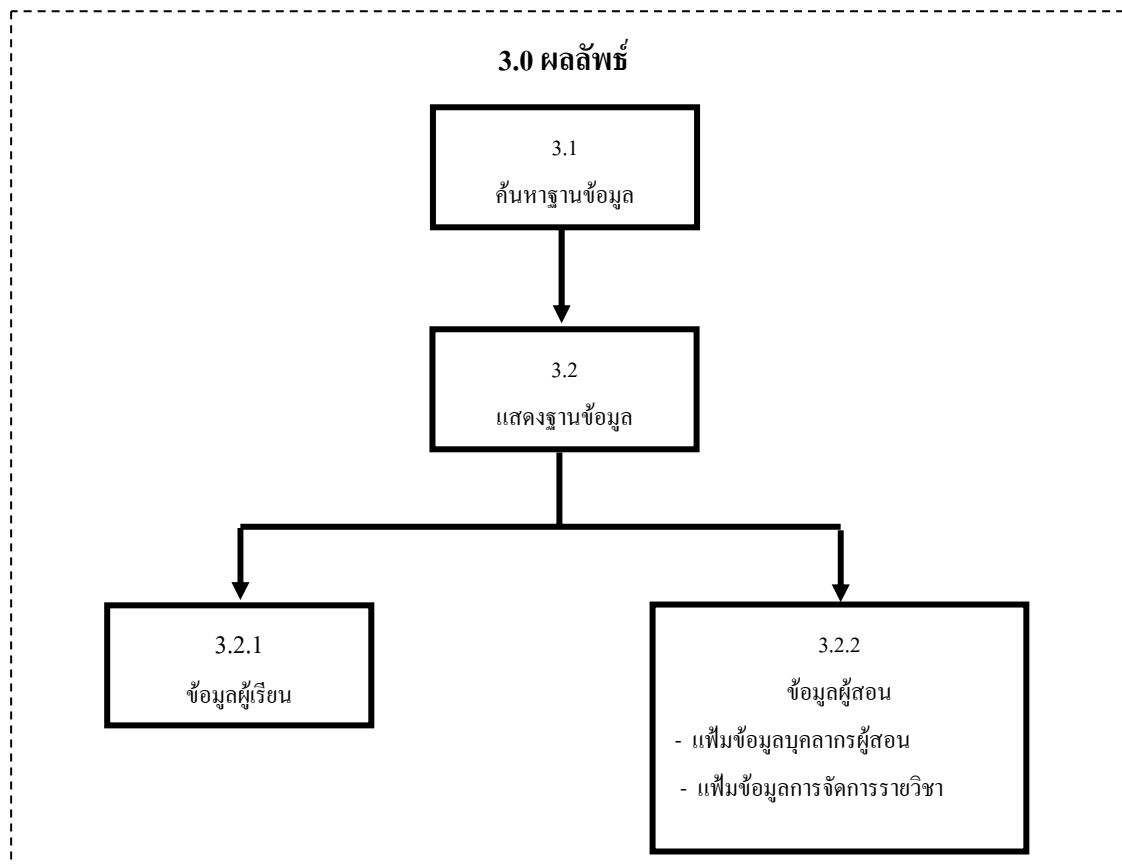 3.0 ผลลัพธ์
3.1
ค้นหาฐานข้อมูล
3.2
แสดงฐานข้อมูล
3.2.1
ข้อมูลผู้เรียน
3.2.2
ข้อมูลผู้สอน
- แฟ้มข้อมูลบุคลากรผู้สอน
- แฟ้มข้อมูลการจัดการรายวิชา